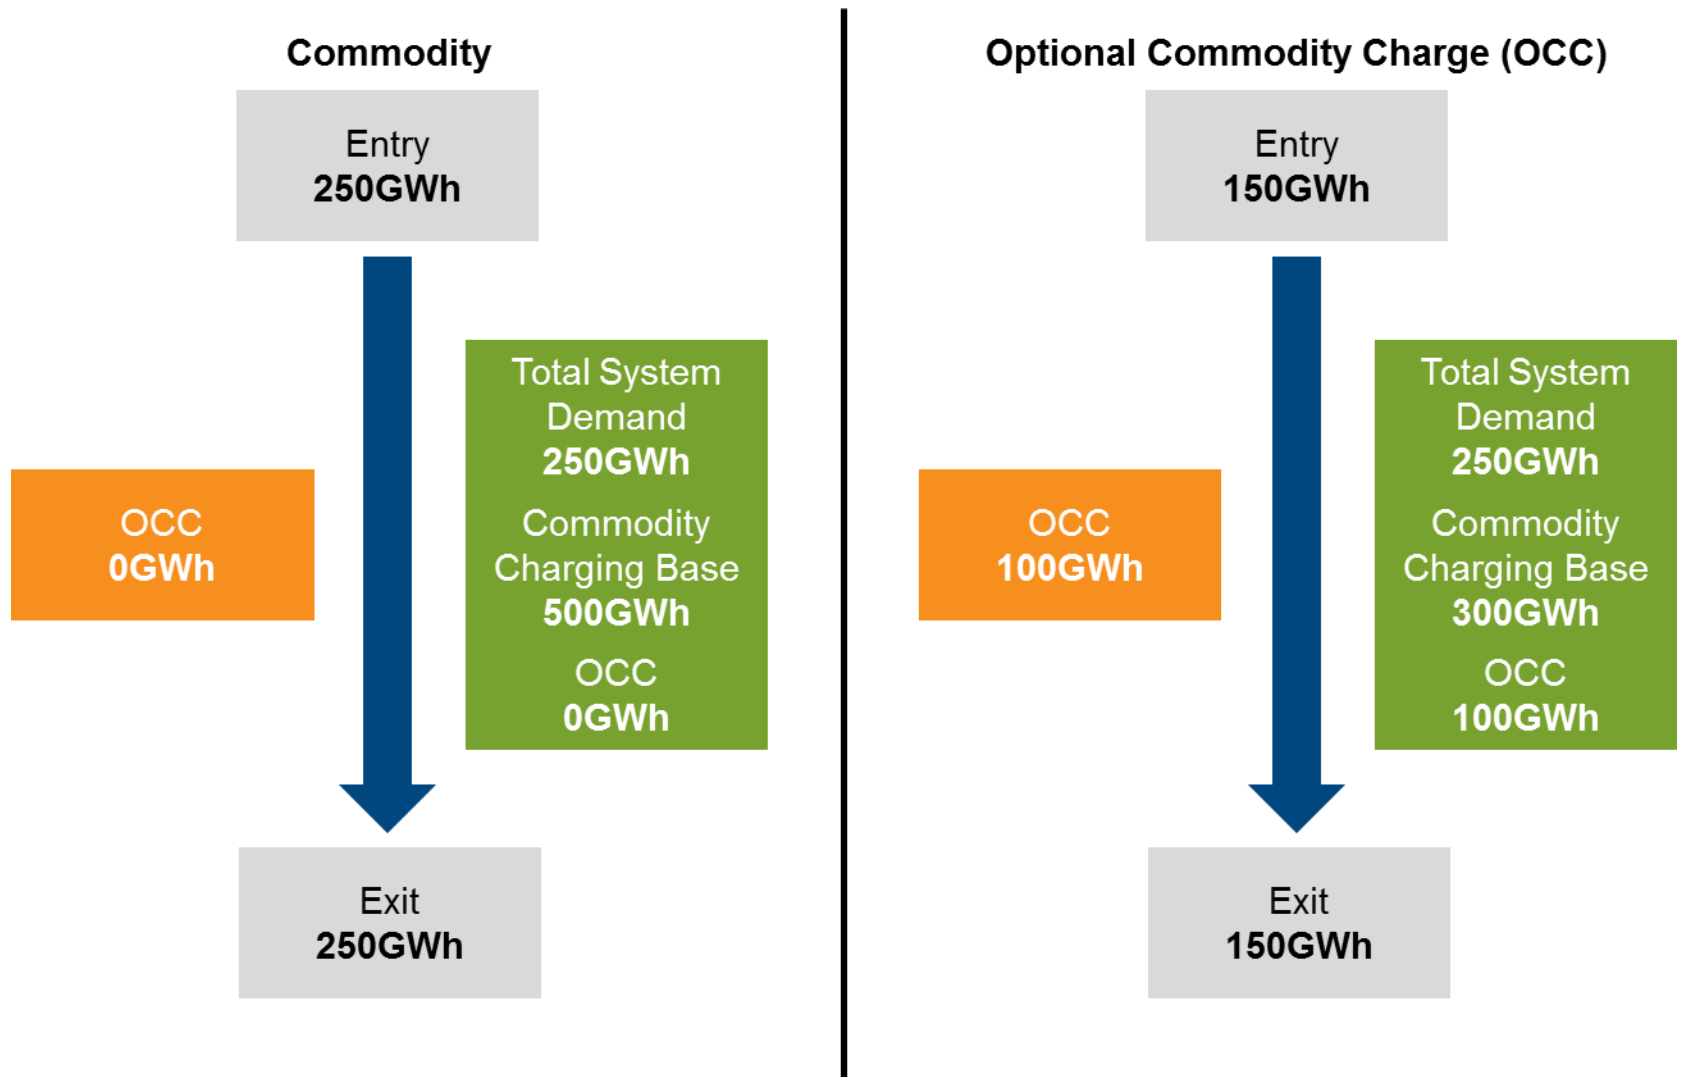 Commodity
Entry
250GWh
OCC
0GWh
Total System
Demand
250GWh
Commodity
Charging Base
500GWh
OCC
0GWh
Exit
250GWh
Optional Commodity Charge (OCC)
Entry
150GWh
OCC
100GWh
Total System
Demand
250GWh
Commodity
Charging Base
300GWh
OCC
100GWh
Exit
150GWh